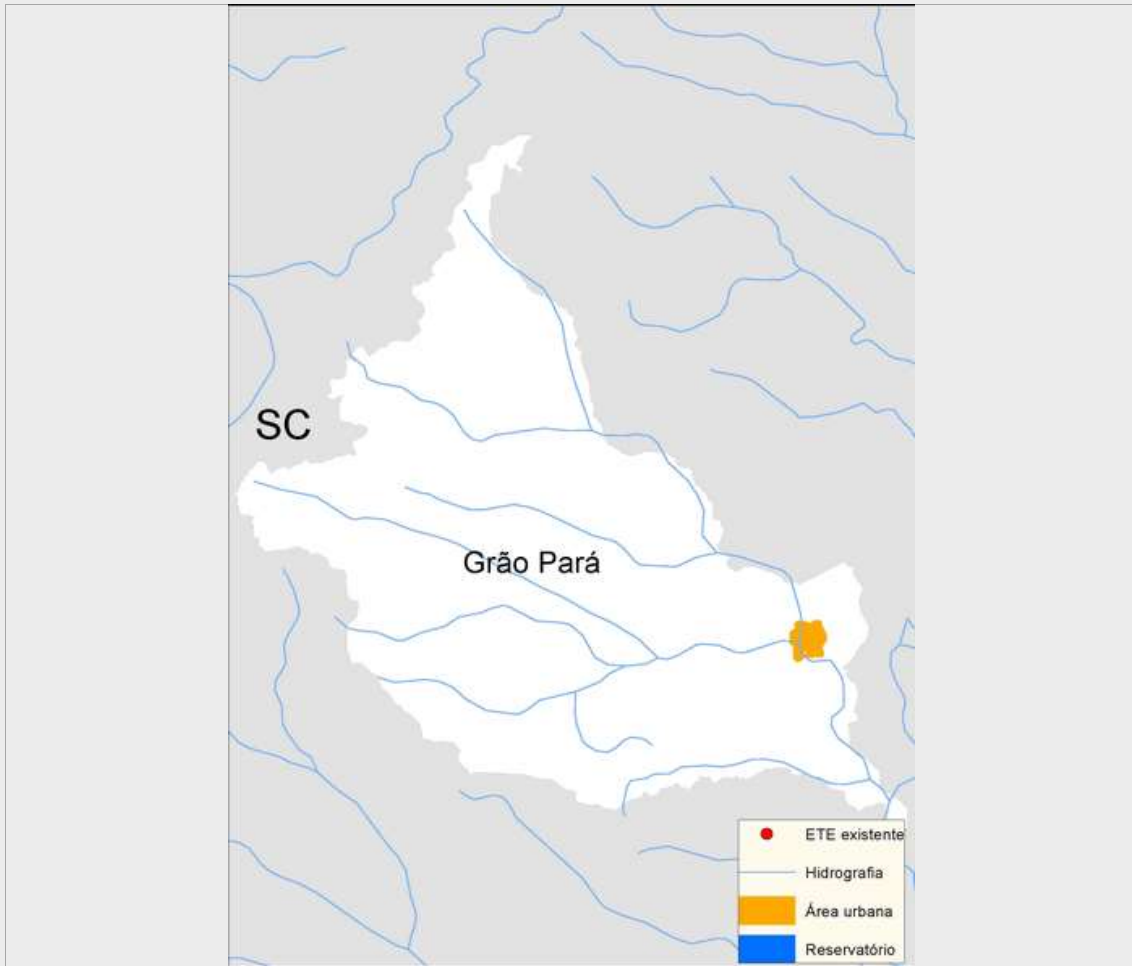 SC
Grão Pará
ETE existente
Hidrografia
Área urbana
Reservatório